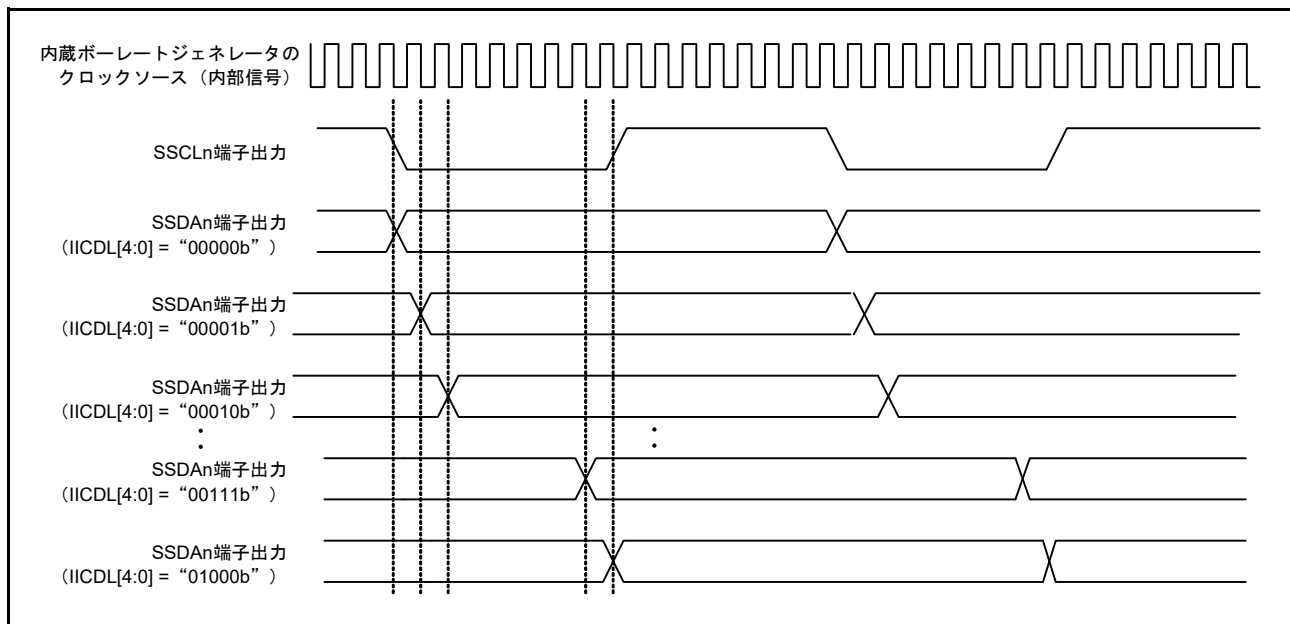 内蔵ボーレートジェネレータの
クロックソース（内部信号）
SSCLn端子出力
SSDAn端子出力
（IICDL[4:0] = “00000b”）
SSDAn端子出力
（IICDL[4:0] = “00001b”）
SSDAn端子出力
（IICDL[4:0] = “00010b”）
SSDAn端子出力
（IICDL[4:0] = “00111b”）
SSDAn端子出力
（IICDL[4:0] = “01000b”）